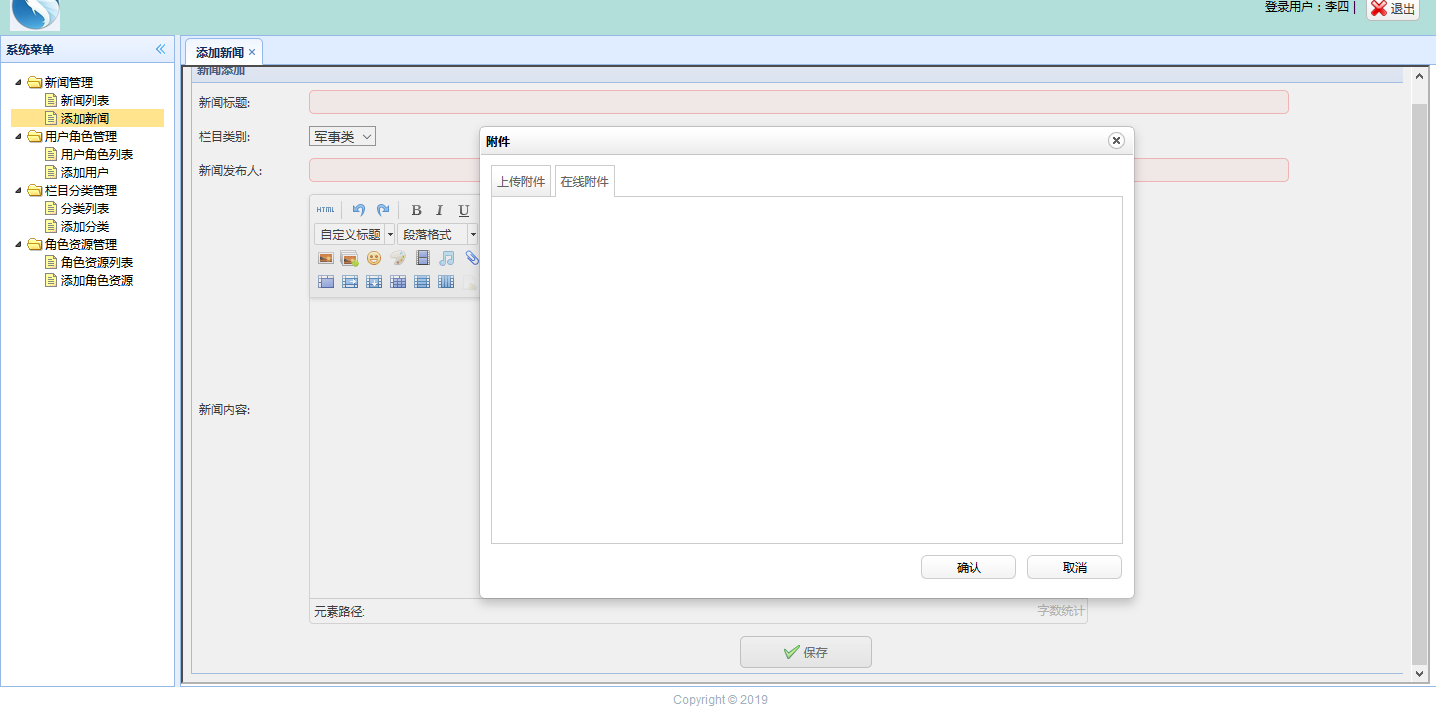 登录用户：李四 |
退出
系统菜单
新闻管理
新闻列表
添加新闻
用户角色管理
用户角色列表
添加用户
栏目分类管理
分类列表
添加分类
角色资源管理
角色资源列表
添加角色资源
添加新闻
新闻添加
新闻标题:
栏目类别:
军事类
新闻发布人:
HTML
B I U
自定义标题
段落格式
新闻内容:
附件
上传附件
在线附件
确认
取消
元素路径:
字数统计
保存
Copyright © 2019